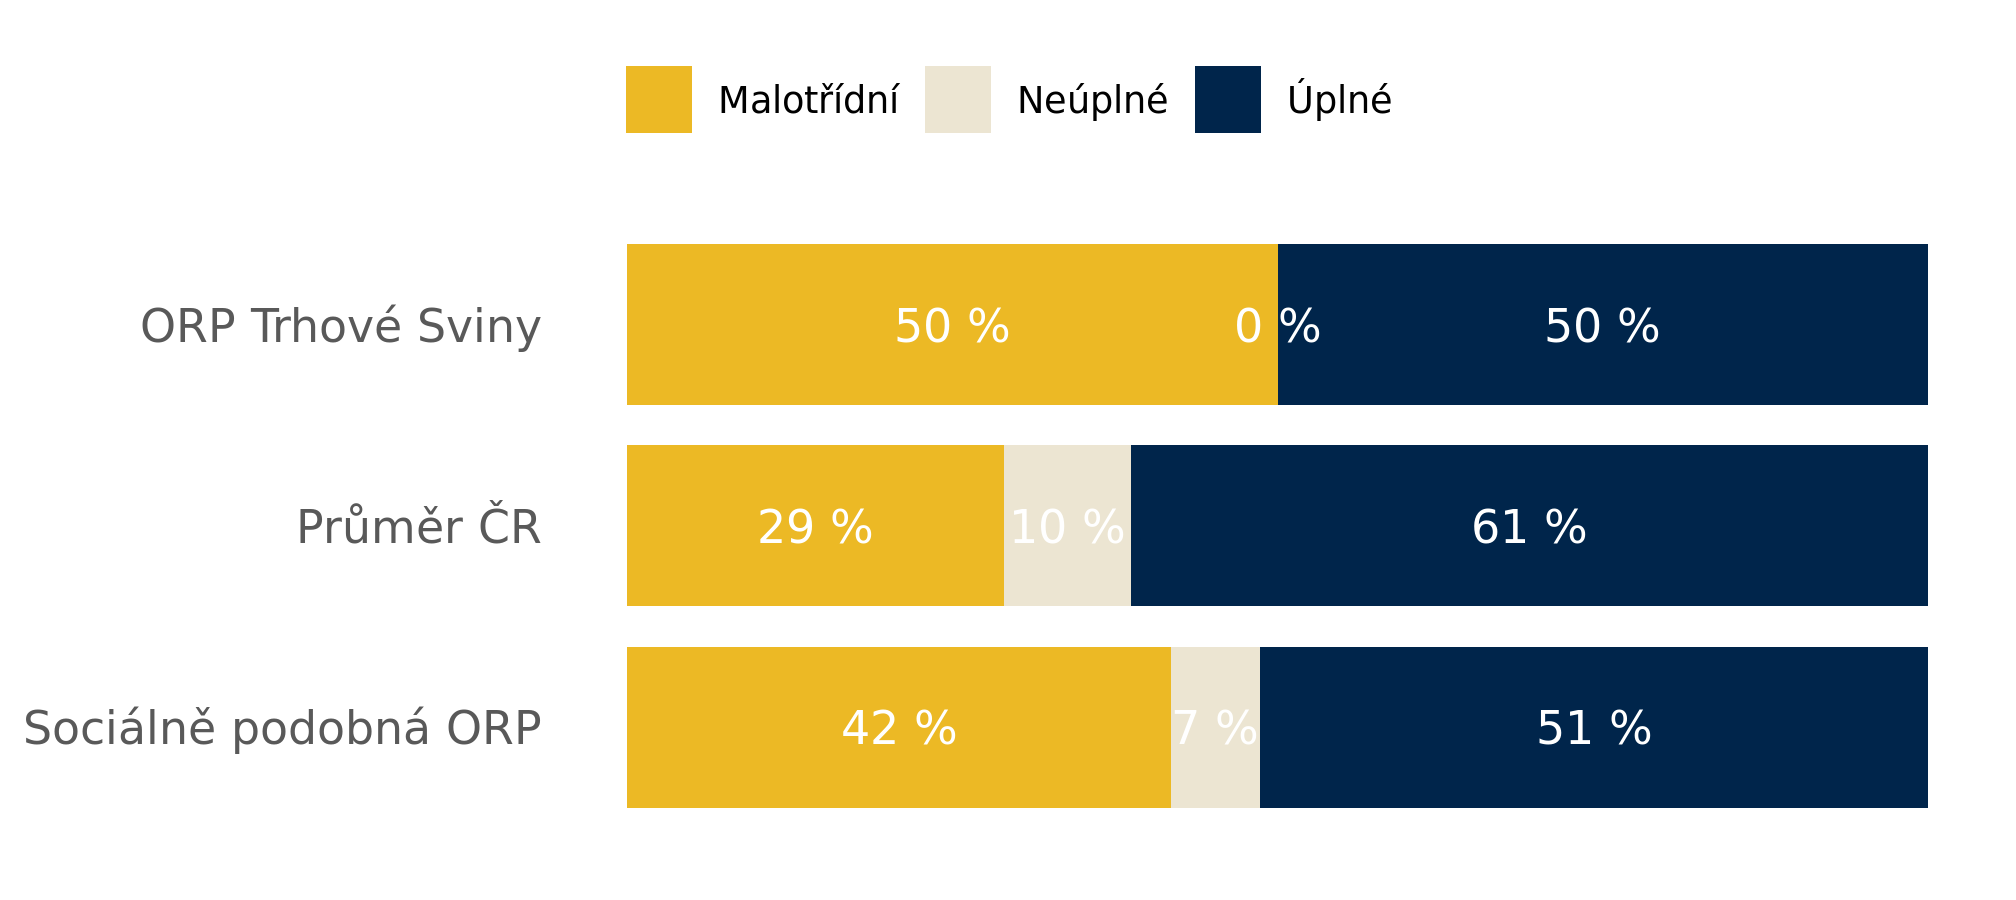 Malotřídní Neúplné Úplné
ORP Trhové Sviny 50 % 0 % 50 %
Průměr ČR 29 % 10 % 61 %
Sociálně podobná ORP 42 % 7 % 51 %